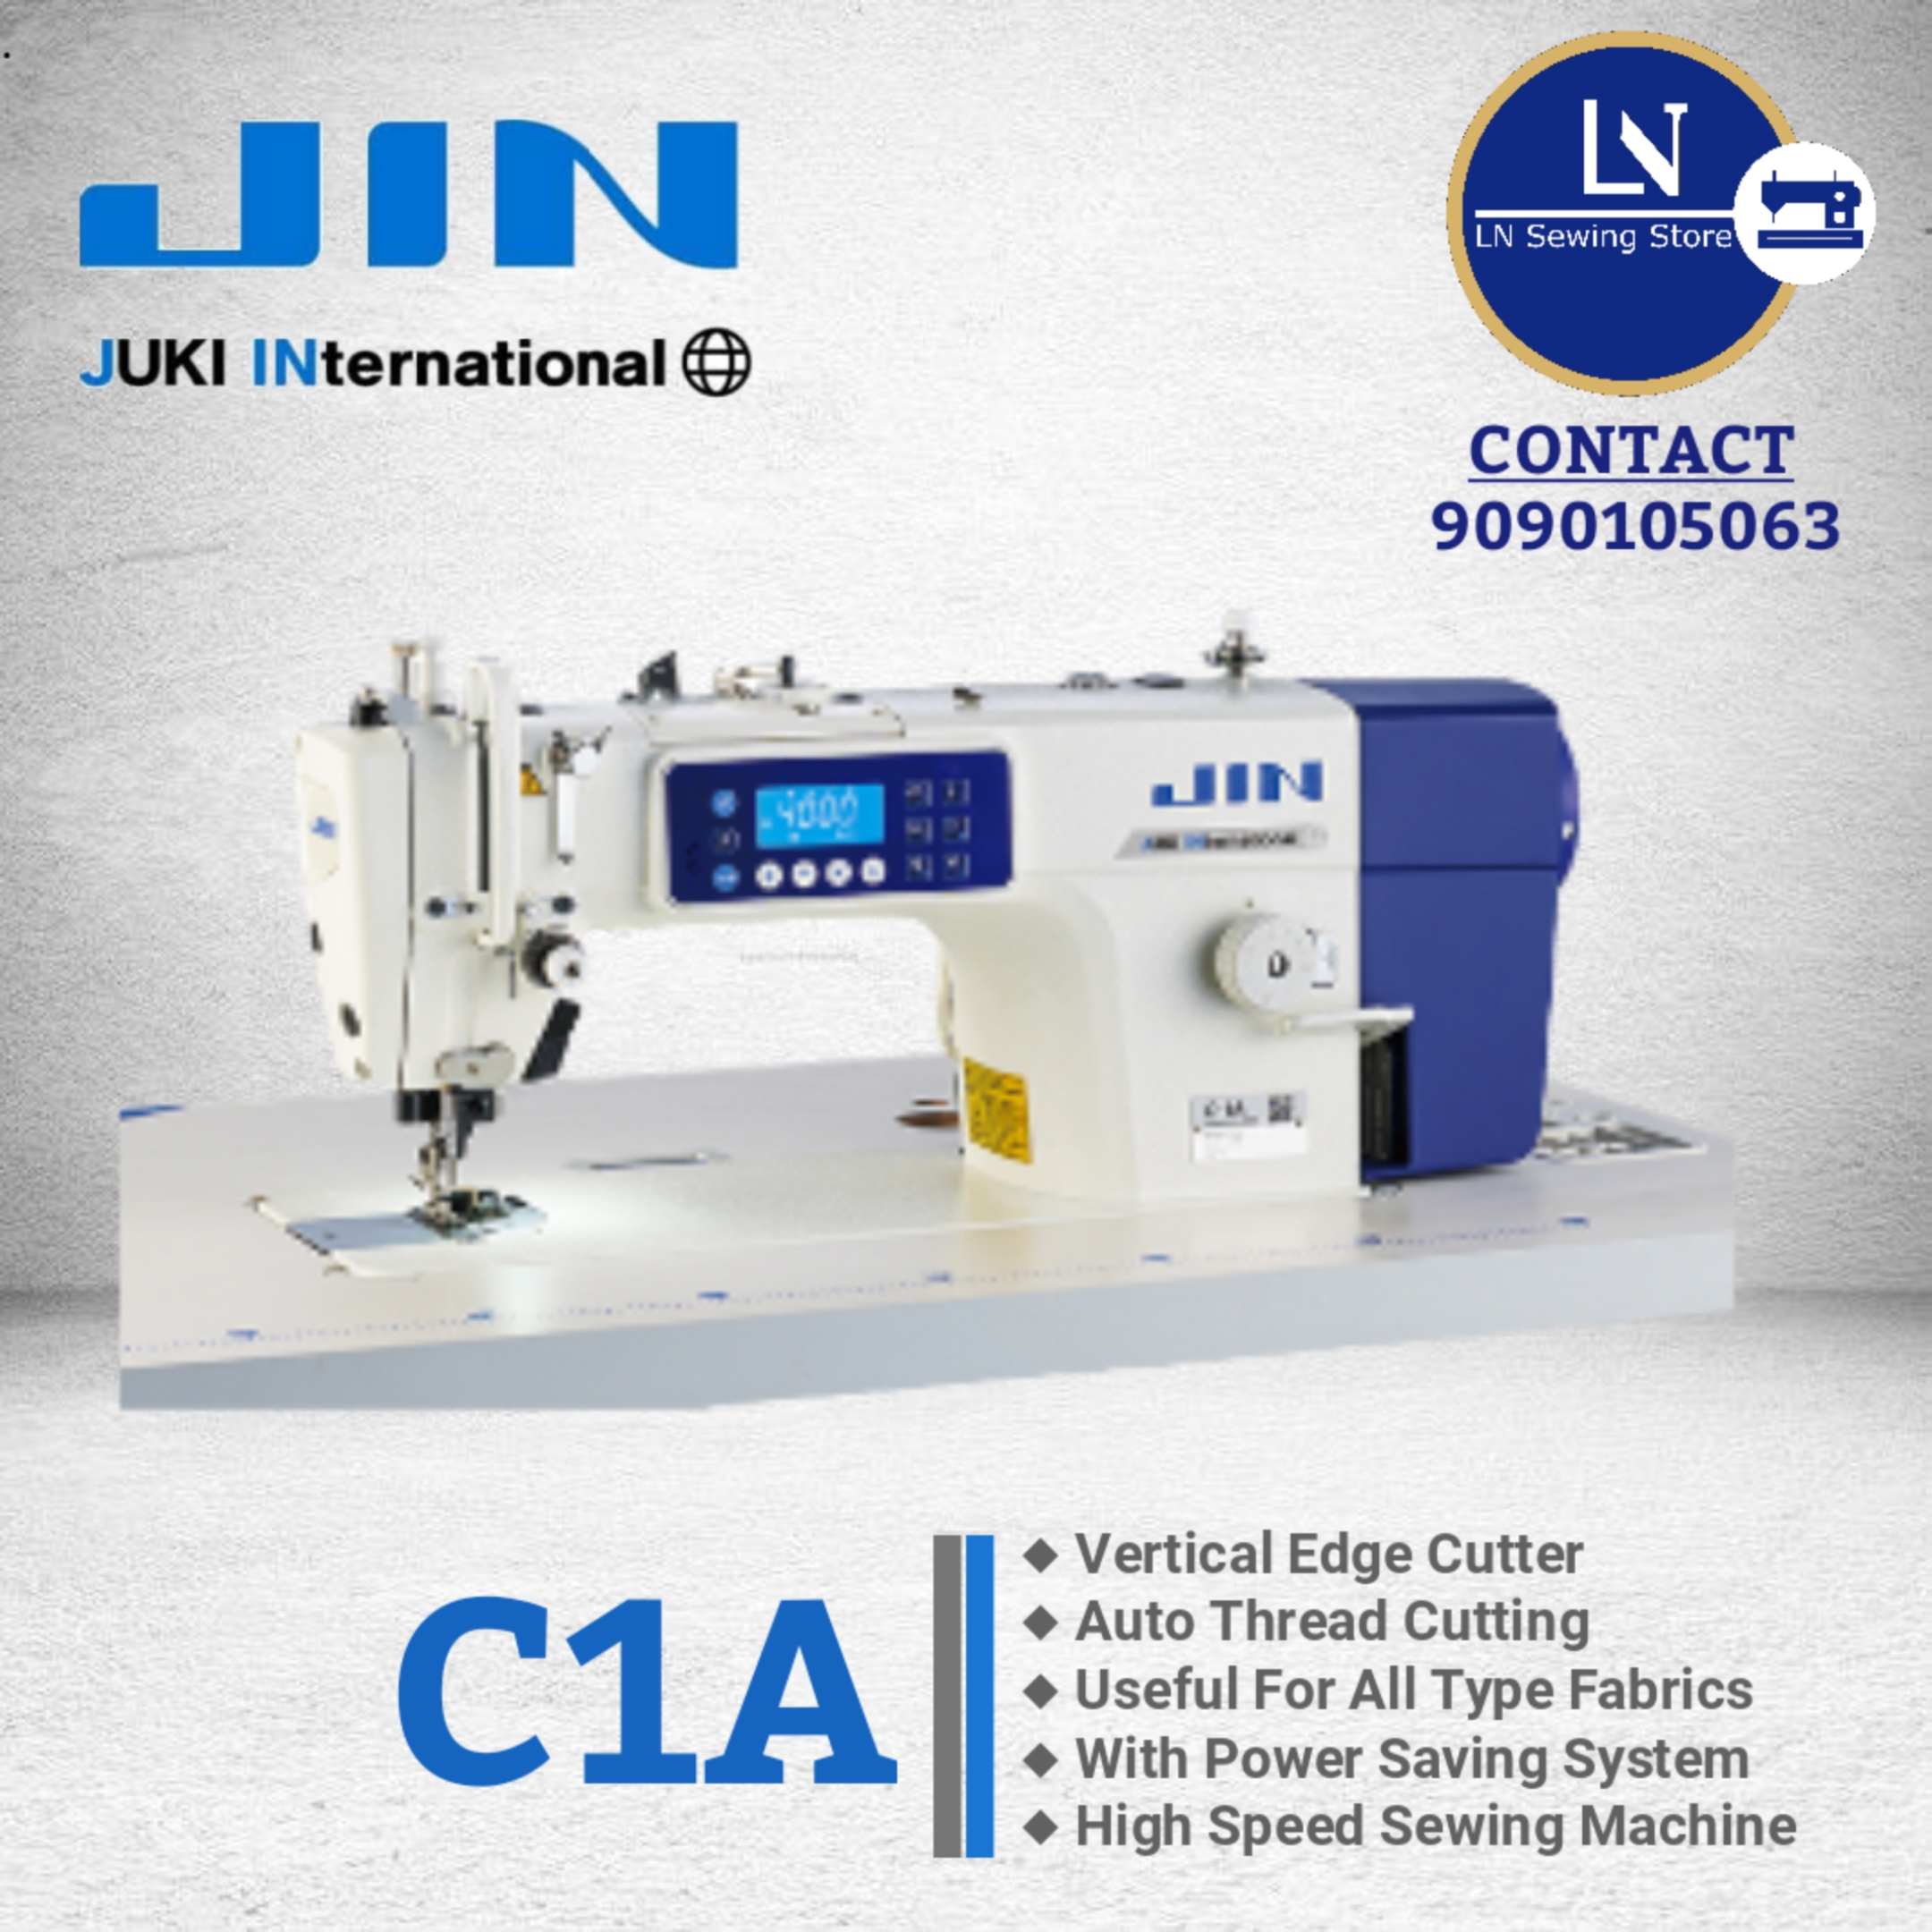 JIN
JUKI INternational
LN
LN Sewing Store
CONTACT
9090105063
4000
JIN
C1A
◆ Vertical Edge Cutter
◆ Auto Thread Cutting
◆ Useful For All Type Fabrics
◆ With Power Saving System
◆ High Speed Sewing Machine